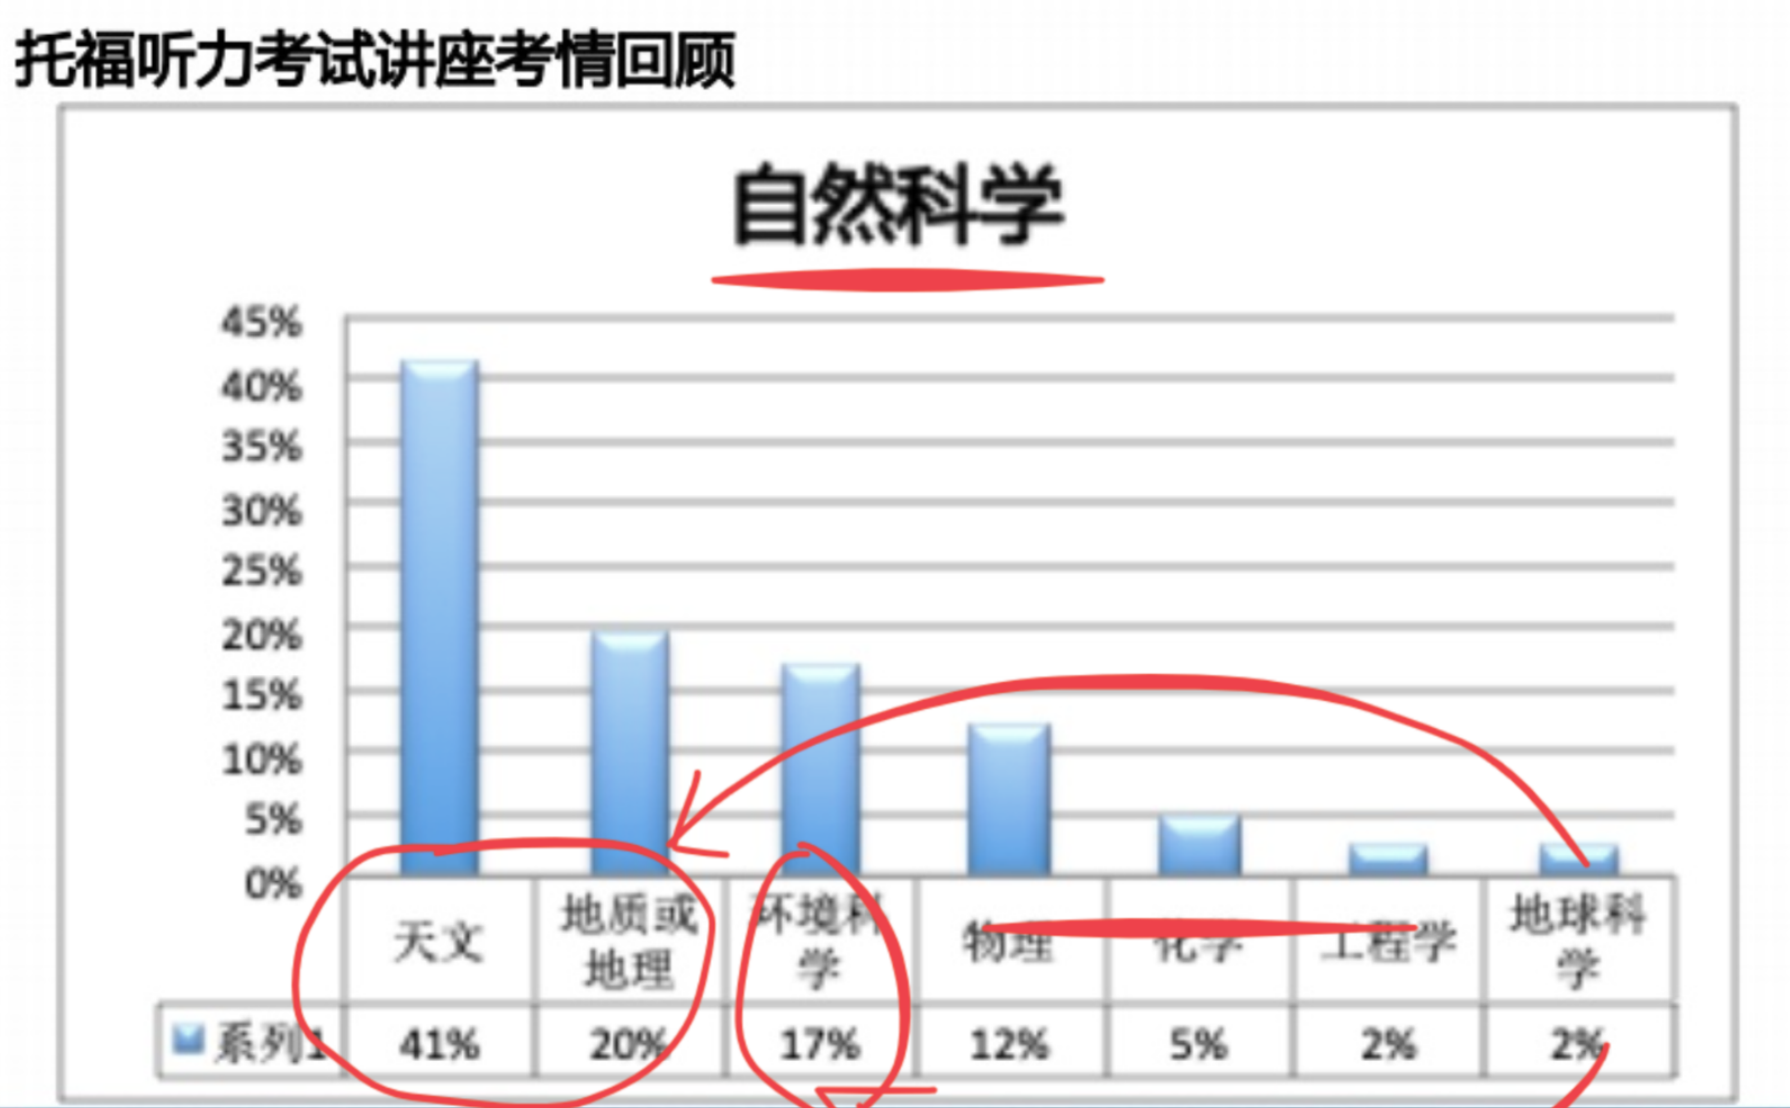 托福听力考试讲座考情回顾
自然科学
45%
40%
35%
30%
25%
20%
15%
10%
5%
0%
天文 地质或地理 环境科学 物理 化学 工程学 地球科学
系列1 41% 20% 17% 12% 5% 2% 2%